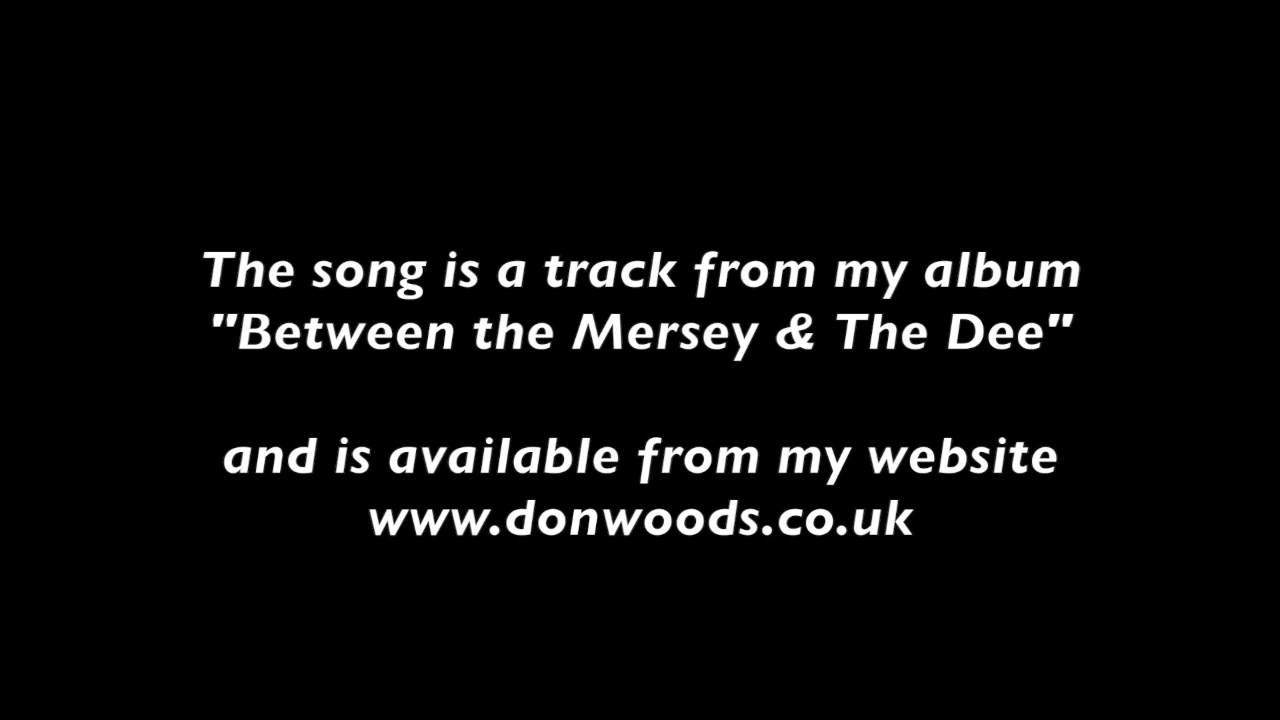 The song is a track from my album
"Between the Mersey & The Dee"
and is available from my website
www.donwoods.co.uk